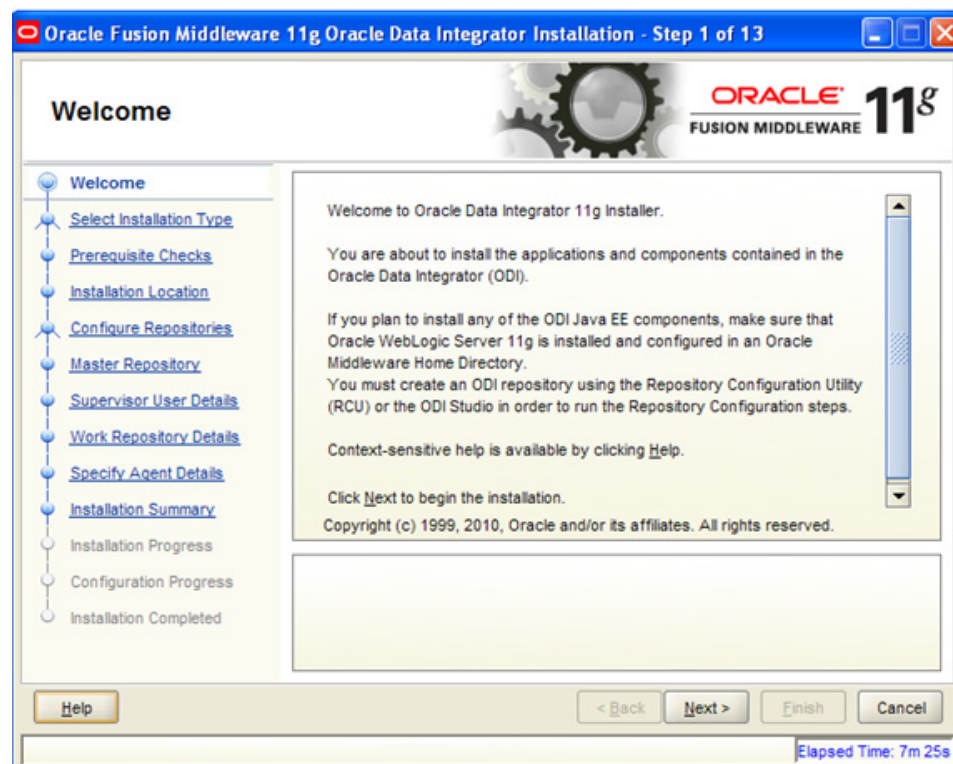 Oracle Fusion Middleware 11g Oracle Data Integrator Installation - Step 1 of 13
Welcome
ORACLE
FUSION MIDDLEWARE
11g
Welcome
Select Installation Type
Prerequisite Checks
Installation Location
Configure Repositories
Master Repository
Supervisor User Details
Work Repository Details
Specify Agent Details
Installation Summary
Installation Progress
Configuration Progress
Installation Completed
Welcome to Oracle Data Integrator 11g Installer.
You are about to install the applications and components contained in the
Oracle Data Integrator (ODI).
If you plan to install any of the ODI Java EE components, make sure that
Oracle WebLogic Server 11g is installed and configured in an Oracle
Middleware Home Directory.
You must create an ODI repository using the Repository Configuration Utility
(RCU) or the ODI Studio in order to run the Repository Configuration steps.
Context-sensitive help is available by clicking Help.
Click Next to begin the installation.
Copyright (c) 1999, 2010, Oracle and/or its affiliates. All rights reserved.
Help
< Back
Next >
Finish
Cancel
Elapsed Time: 7m 25s